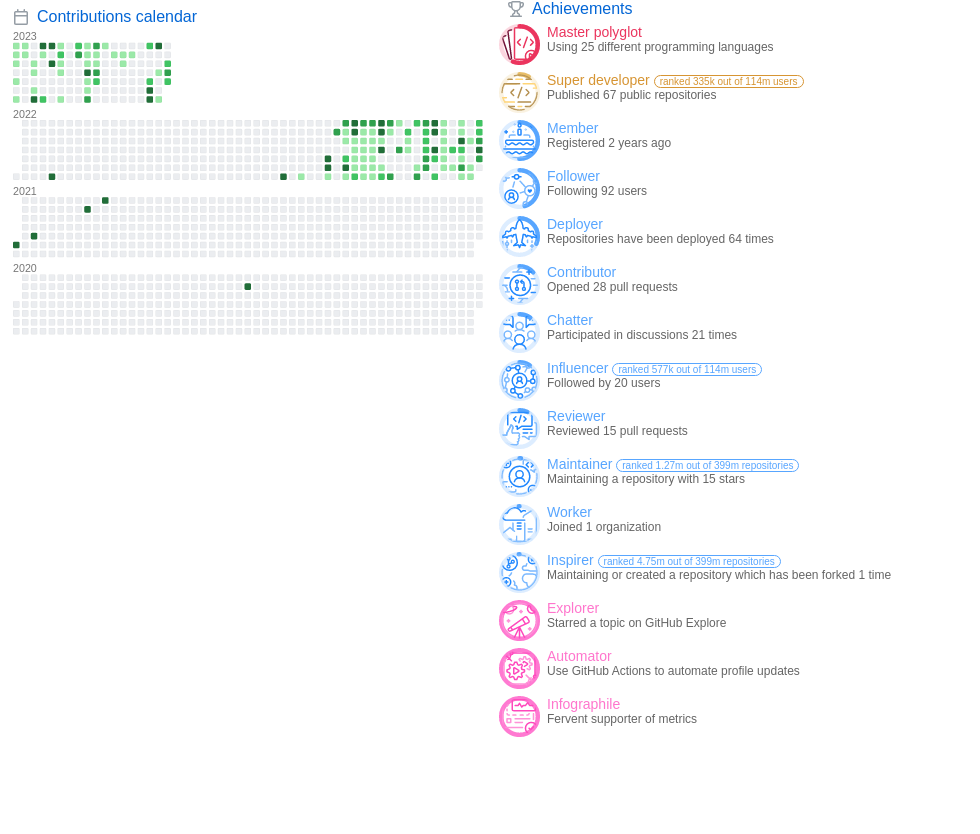 Contributions calendar
2023
2022
2021
2020
Achievements
Master polyglot
Using 25 different programming languages
Super developer ranked 335k out of 114m users
Published 67 public repositories
Member
Registered 2 years ago
Follower
Following 92 users
Deployer
Repositories have been deployed 64 times
Contributor
Opened 28 pull requests
Chatter
Participated in discussions 21 times
Influencer ranked 577k out of 114m users
Followed by 20 users
Reviewer
Reviewed 15 pull requests
Maintainer ranked 1.27m out of 399m repositories
Maintaining a repository with 15 stars
Worker
Joined 1 organization
Inspirer ranked 4.75m out of 399m repositories
Maintaining or created a repository which has been forked 1 time
Explorer
Starred a topic on GitHub Explore
Automator
Use GitHub Actions to automate profile updates
Infographile
Fervent supporter of metrics